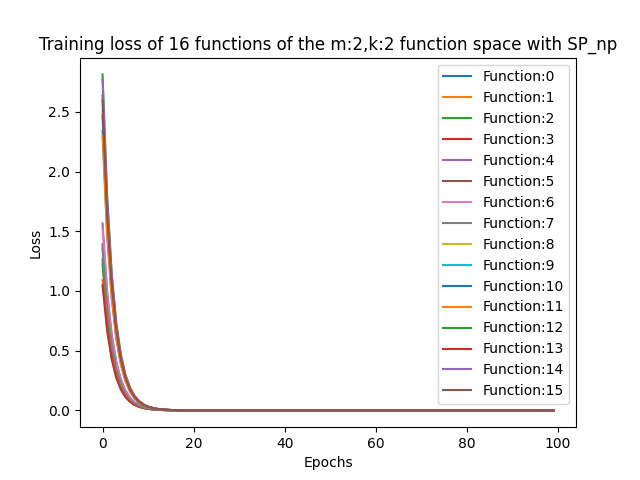 Training loss of 16 functions of the m:2,k:2 function space with SP_np
Loss
2.5
2.0
1.5
1.0
0.5
0.0
Function:0
Function:1
Function:2
Function:3
Function:4
Function:5
Function:6
Function:7
Function:8
Function:9
Function:10
Function:11
Function:12
Function:13
Function:14
Function:15
0 20 40 60 80 100
Epochs